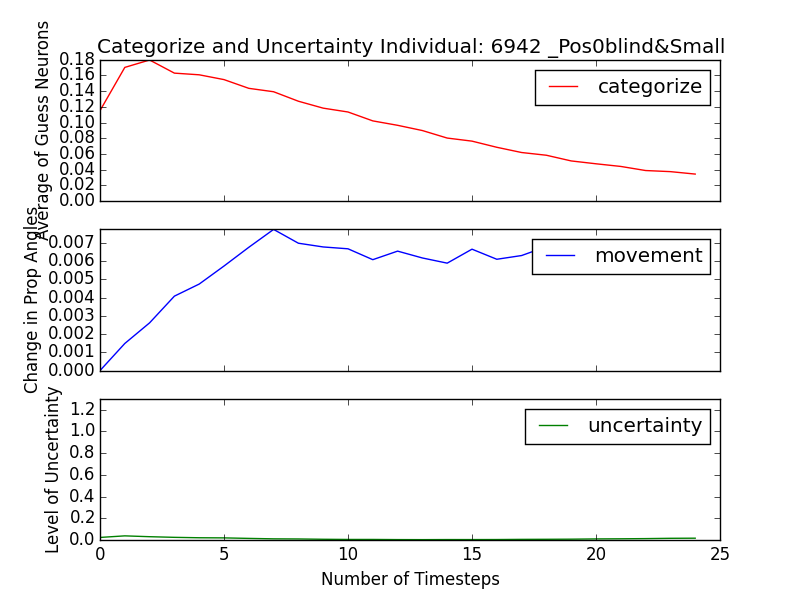 Categorize and Uncertainty Individual: 6942 _Pos0blind&Small
Average of Guess Neurons
0.18
0.16
0.14
0.12
0.10
0.08
0.06
0.04
0.02
0.00
categorize
Change in Prop Angles
0.007
0.006
0.005
0.004
0.003
0.002
0.001
0.000
movement
Level of Uncertainty
1.2
1.0
0.8
0.6
0.4
0.2
0.0
uncertainty
0 5 10 15 20 25
Number of Timesteps